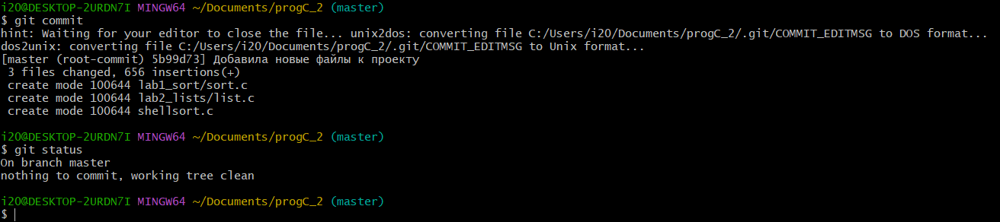 i20@DESKTOP-2URDN7I MINGW64 ~/Documents/progC_2 (master)
$ git commit
hint: Waiting for your editor to close the file... unix2dos: converting file C:/Users/i20/Documents/progC_2/.git/COMMIT_EDITMSG to DOS format...
dos2unix: converting file C:/Users/i20/Documents/progC_2/.git/COMMIT_EDITMSG to Unix format...
[master (root-commit) 5b99d73] Добавила новые файлы к проекту
 3 files changed, 656 insertions(+)
 create mode 100644 lab1_sort/sort.c
 create mode 100644 lab2_lists/list.c
 create mode 100644 shellsort.c
i20@DESKTOP-2URDN7I MINGW64 ~/Documents/progC_2 (master)
$ git status
On branch master
nothing to commit, working tree clean
i20@DESKTOP-2URDN7I MINGW64 ~/Documents/progC_2 (master)
$